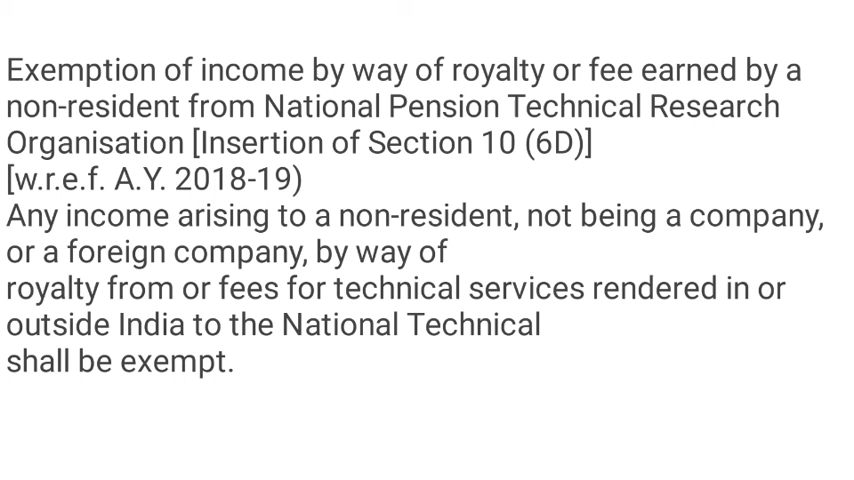 Exemption of income by way of royalty or fee earned by a
non-resident from National Pension Technical Research
Organisation [Insertion of Section 10 (6D)]
[w.r.e.f. A.Y. 2018-19)
Any income arising to a non-resident, not being a company,
or a foreign company, by way of
royalty from or fees for technical services rendered in or
outside India to the National Technical
shall be exempt.